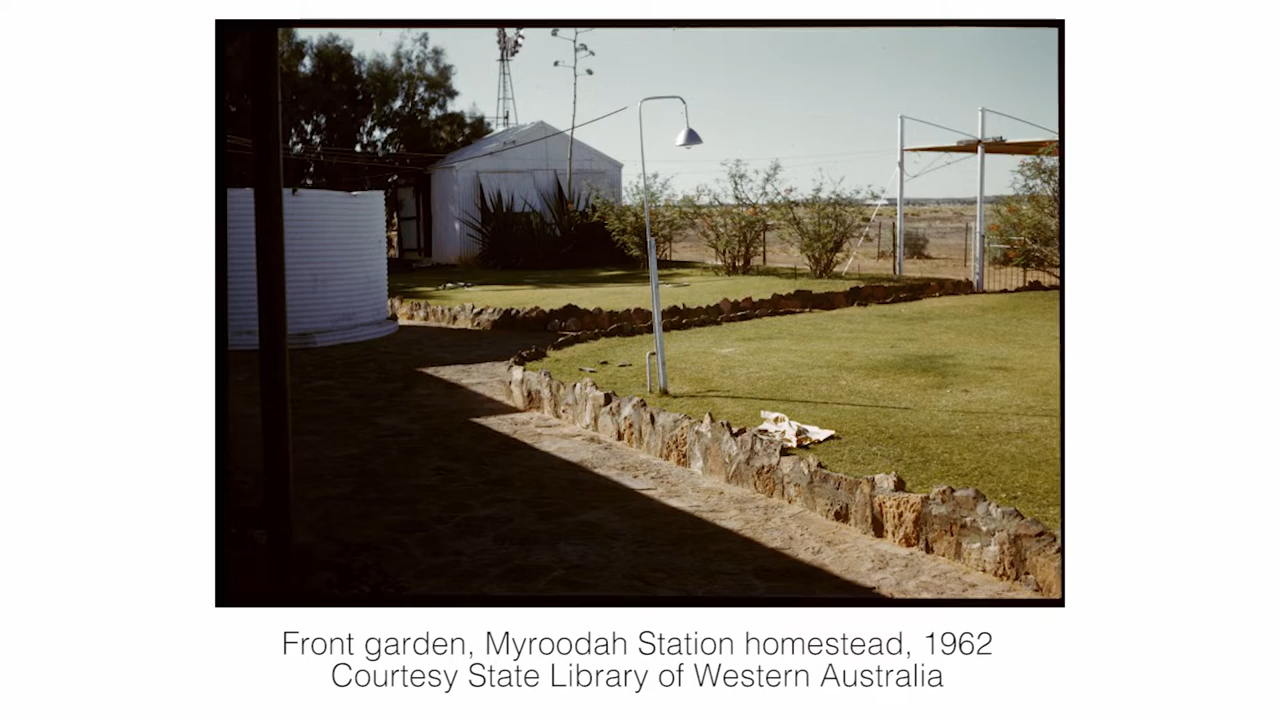 Front garden, Myroodah Station homestead, 1962
Courtesy State Library of Western Australia